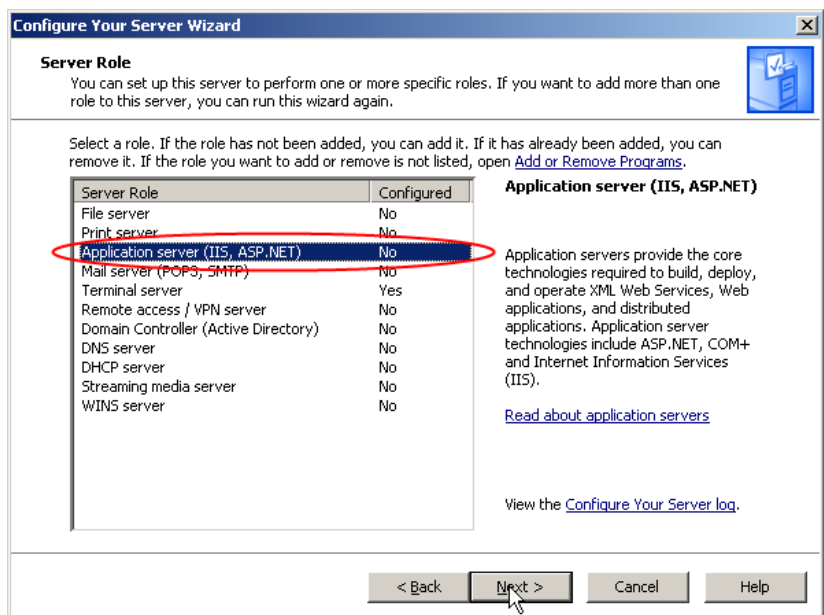 Configure Your Server Wizard
Server Role
You can set up this server to perform one or more specific roles. If you want to add more than one
role to this server, you can run this wizard again.
Select a role. If the role has not been added, you can add it. If it has already been added, you can
remove it. If the role you want to add or remove is not listed, open Add or Remove Programs.
Server Role Configured
File server No
Print server No
Application server (IIS, ASP.NET) No
Mail server (POP3, SMTP) No
Terminal server Yes
Remote access / VPN server No
Domain Controller (Active Directory) No
DNS server No
DHCP server No
Streaming media server No
WINS server No
Application server (IIS, ASP.NET)
Application servers provide the core
technologies required to build, deploy,
and operate XML Web Services, Web
applications, and distributed
applications. Application server
technologies include ASP.NET, COM+
and Internet Information Services
(IIS).
Read about application servers
View the Configure Your Server log.
< Back Next > Cancel Help